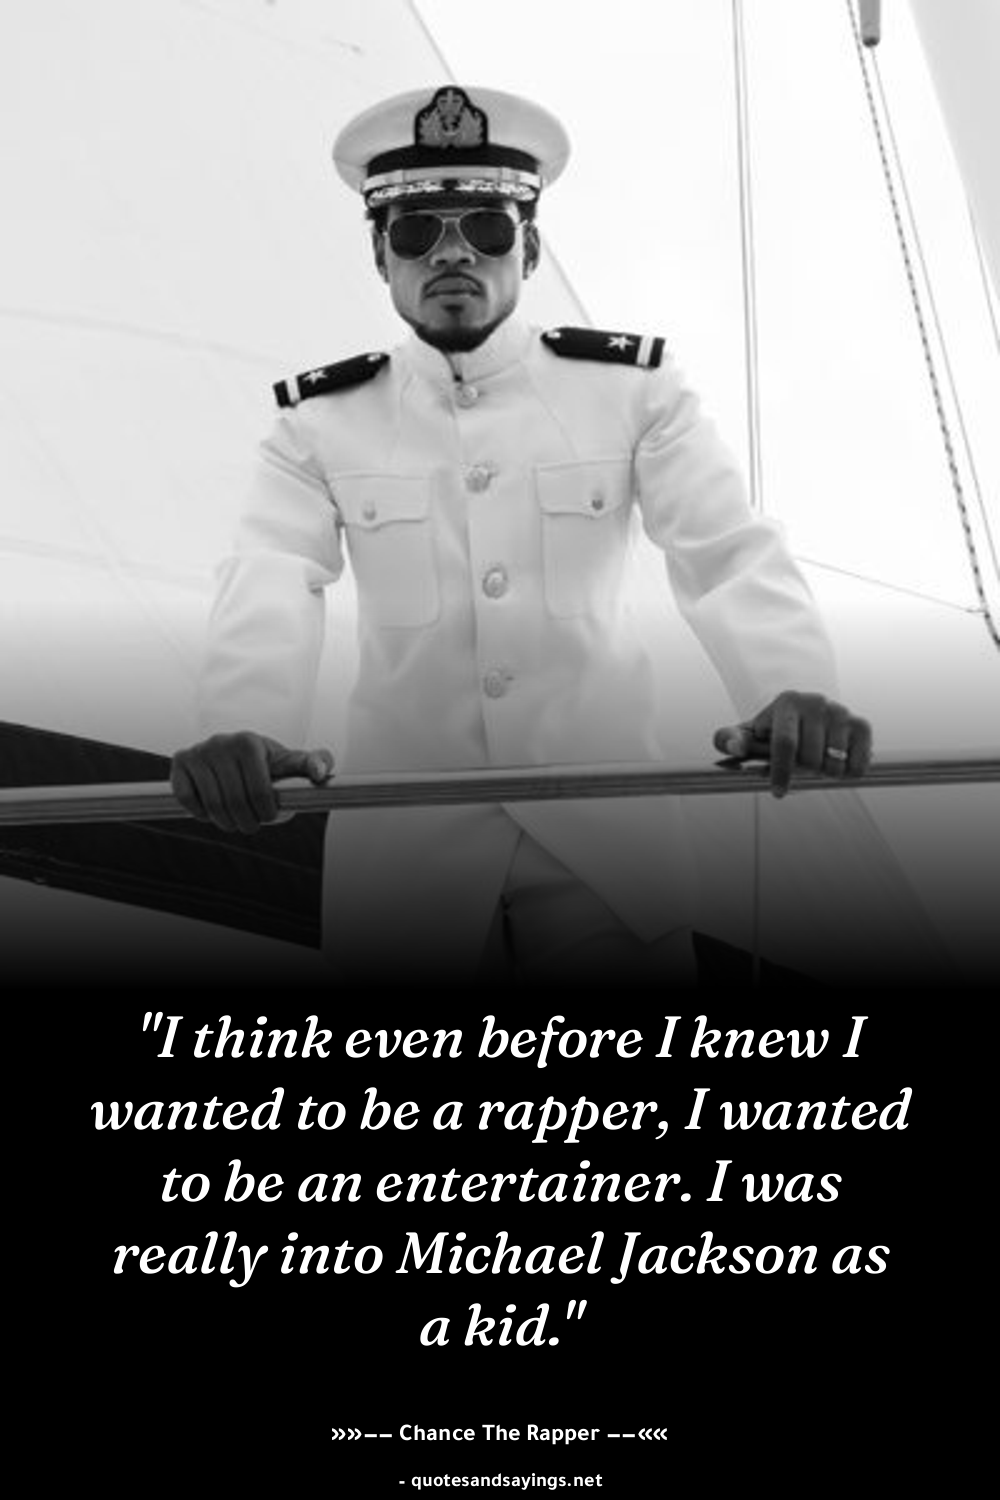 "I think even before I knew I
wanted to be a rapper, I wanted
to be an entertainer. I was
really into Michael Jackson as
a kid."
»»−− Chance The Rapper −−««
- quotesandsayings.net